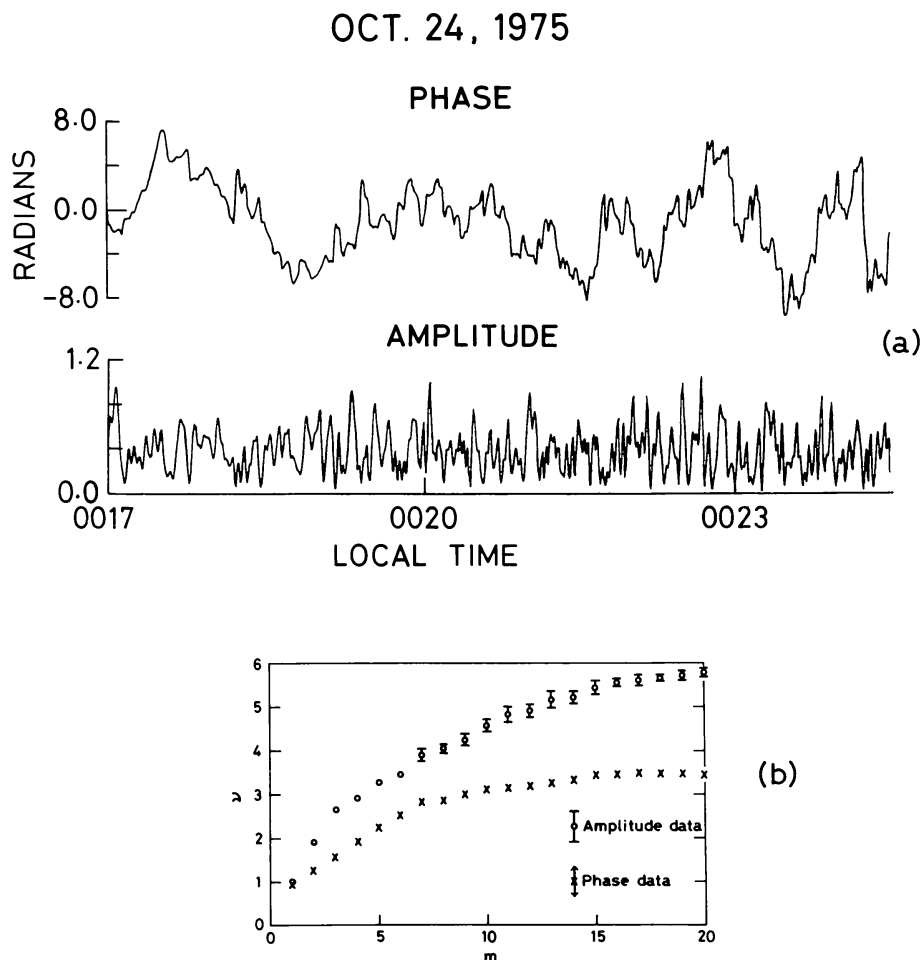 OCT. 24, 1975
PHASE
8·0
0·0
-8·0
RADIANS
AMPLITUDE
(a)
1·2
0·0
0017 0020 0023
LOCAL TIME
6
5
4
3
2
1
0
ν
(b)
Amplitude data
Phase data
0 5 10 15 20
m